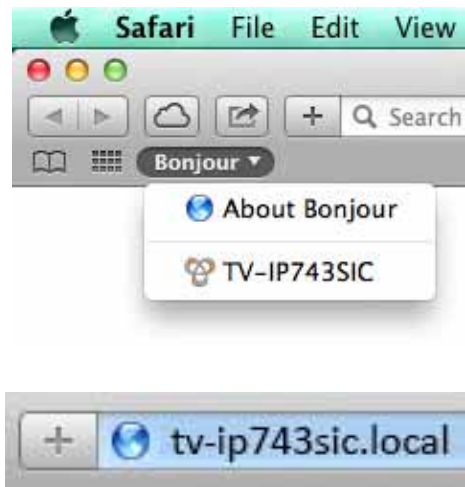 Safari File Edit View
+ Search
Bonjour
About Bonjour
TV-IP743SIC
+ tv-ip743sic.local